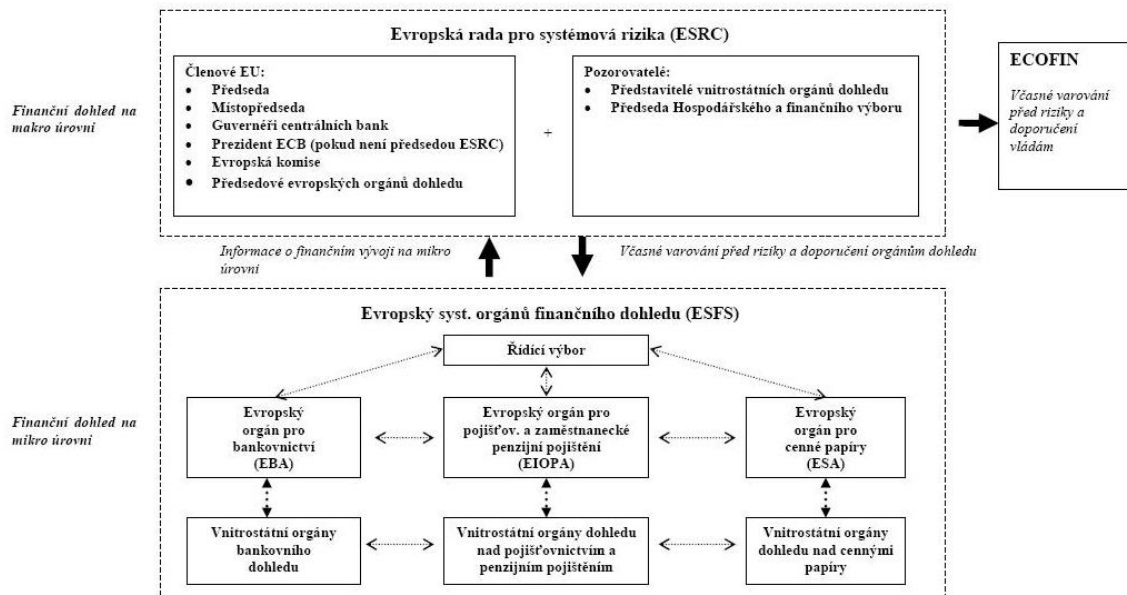 Evropská rada pro systémová rizika (ESRC)
Finanční dohled na
makro úrovni
Členové EU:
• Předseda
• Místopředseda
• Guvernéři centrálních bank
• Prezident ECB (pokud není předsedou ESRC)
• Evropská komise
• Předsedové evropských orgánů dohledu
+
Pozorovatelé:
• Představitelé vnitrostátních orgánů dohledu
• Předseda Hospodářského a finančního výboru
ECOFIN
Včasné varování
před riziky a
doporučení
vládám
Informace o finančním vývoji na mikro
úrovni
Včasné varování před riziky a doporučení orgánům dohledu
Evropský syst. orgánů finančního dohledu (ESFS)
Řídící výbor
Finanční dohled na
mikro úrovni
Evropský
orgán pro
bankovnictví
(EBA)
Evropský orgán pro
pojišťov. a zaměstnanecké
penzijní pojištění
(EIOPA)
Evropský
orgán pro
cenné papíry
(ESA)
Vnitrostátní orgány
bankovního
dohledu
Vnitrostátní orgány dohledu
nad pojišťovnictvím a
penzijním pojištěním
Vnitrostátní orgány
dohledu nad cennými
papíry